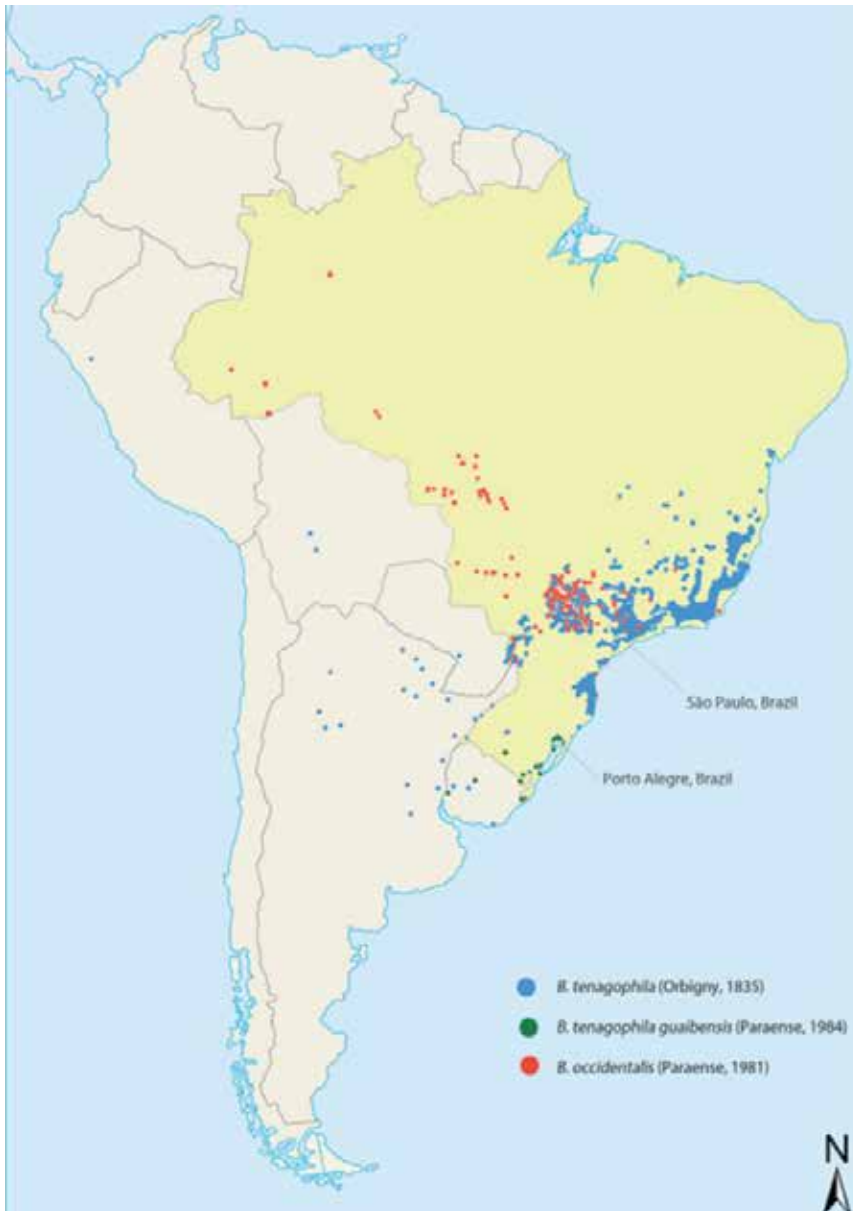 São Paulo, Brazil
Porto Alegre, Brazil
B. tenagophila (Orbigny, 1835)
B. tenagophila guaibensis (Paraense, 1984)
B. occidentalis (Paraense, 1981)
N